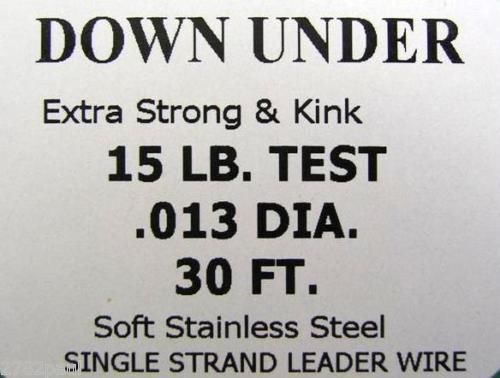 DOWN UNDER
Extra Strong & Kink
15 LB. TEST
.013 DIA.
30 FT.
Soft Stainless Steel
SINGLE STRAND LEADER WIRE